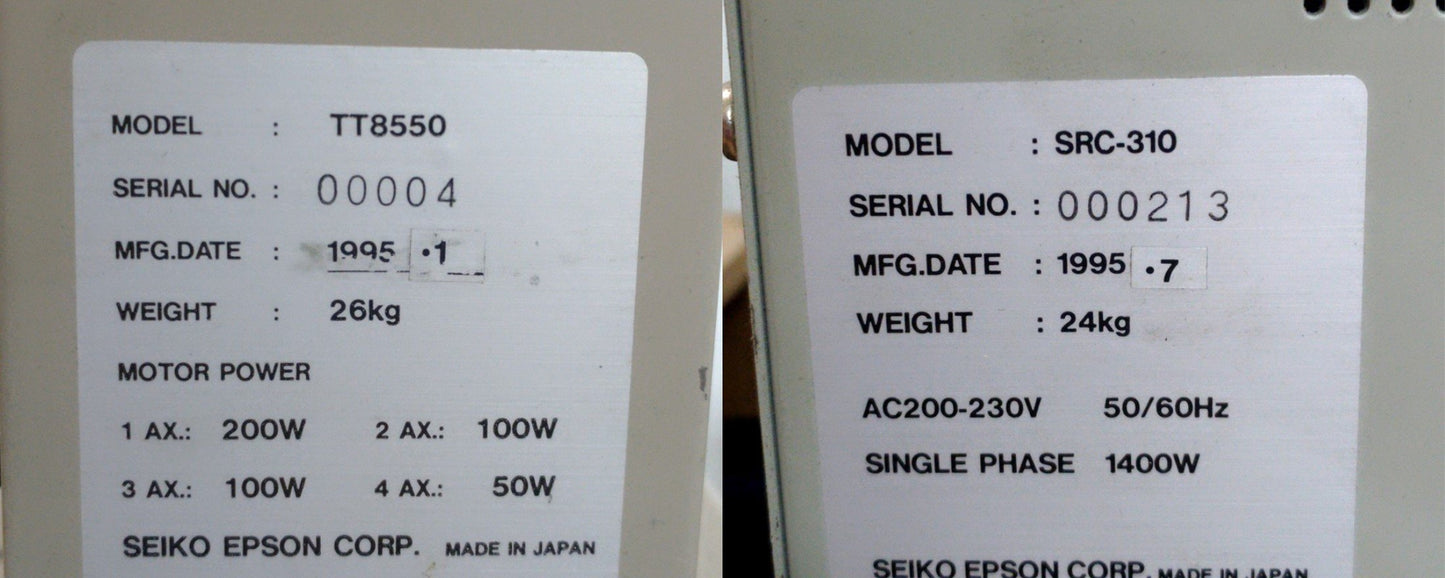 MODEL : TT8550
SERIAL NO. : 00004
MFG.DATE : 1995 •1
WEIGHT : 26kg
MOTOR POWER
1 AX.: 200W 2 AX.: 100W
3 AX.: 100W 4 AX.: 50W
SEIKO EPSON CORP. MADE IN JAPAN
MODEL : SRC-310
SERIAL NO. : 000213
MFG.DATE : 1995 •7
WEIGHT : 24kg
AC200-230V 50/60Hz
SINGLE PHASE 1400W
SEIKO EPSON CORP. MADE IN JAPAN